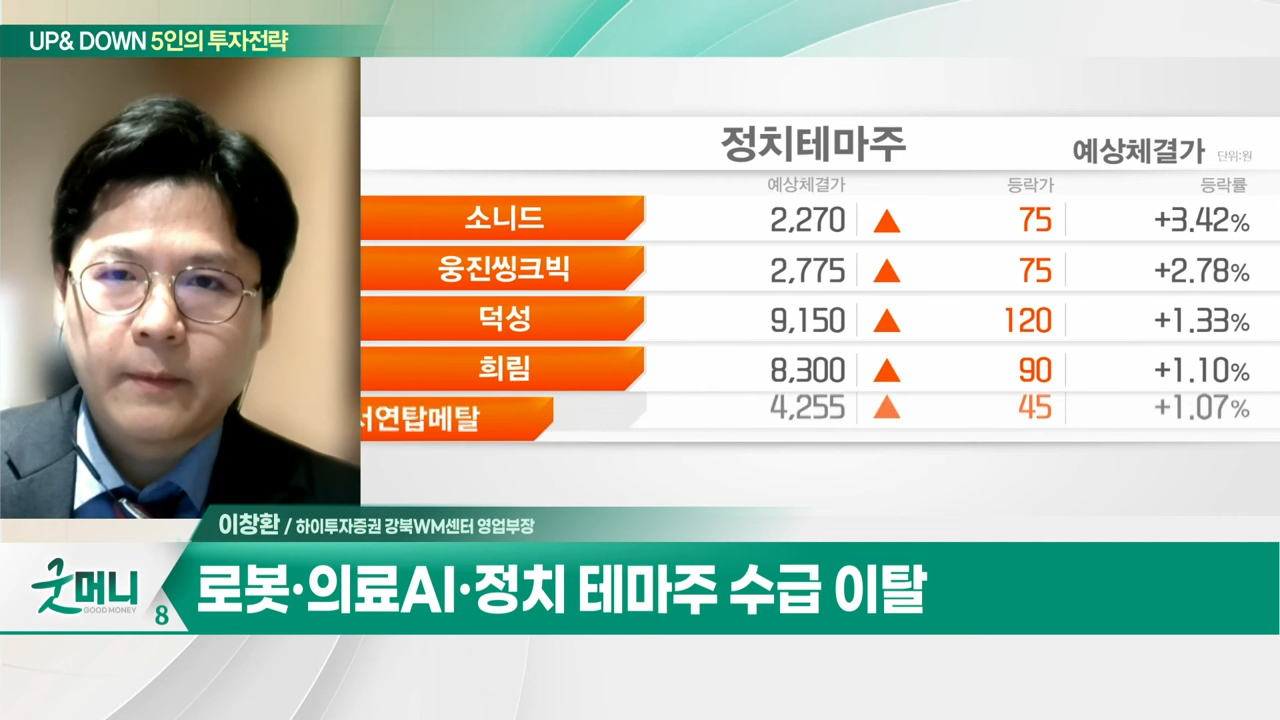 UP& DOWN 5인의 투자전략
정치테마주 예상체결가 단위:원
예상체결가 등락가 등락률
소니드 2,270 ▲ 75 +3.42%
웅진씽크빅 2,775 ▲ 75 +2.78%
덕성 9,150 ▲ 120 +1.33%
희림 8,300 ▲ 90 +1.10%
서연탑메탈 4,255 ▲ 45 +1.07%
이창환 / 하이투자증권 강북WM센터 영업부장
굿머니
GOOD MONEY
8
로봇·의료AI·정치 테마주 수급 이탈